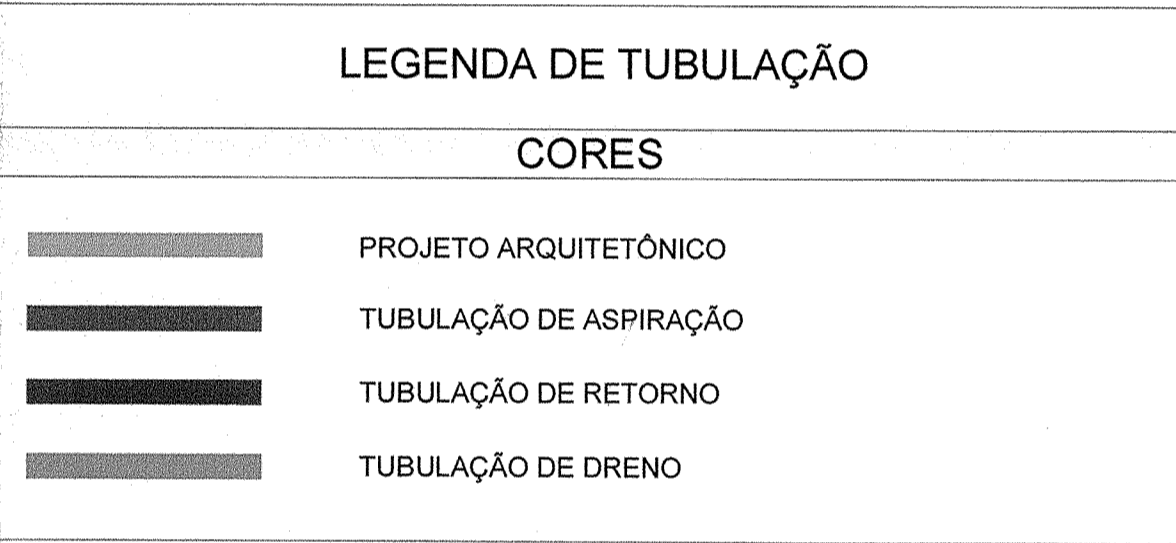 LEGENDA DE TUBULAÇÃO
CORES
PROJETO ARQUITETÔNICO
TUBULAÇÃO DE ASPIRAÇÃO
TUBULAÇÃO DE RETORNO
TUBULAÇÃO DE DRENO